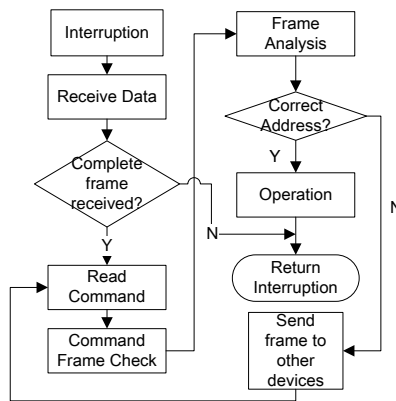 Interruption
Receive Data
Complete
frame
received?
Y
N
Read
Command
Command
Frame Check
Frame
Analysis
Correct
Address?
Y
N
Operation
Return
Interruption
Send
frame to
other
devices